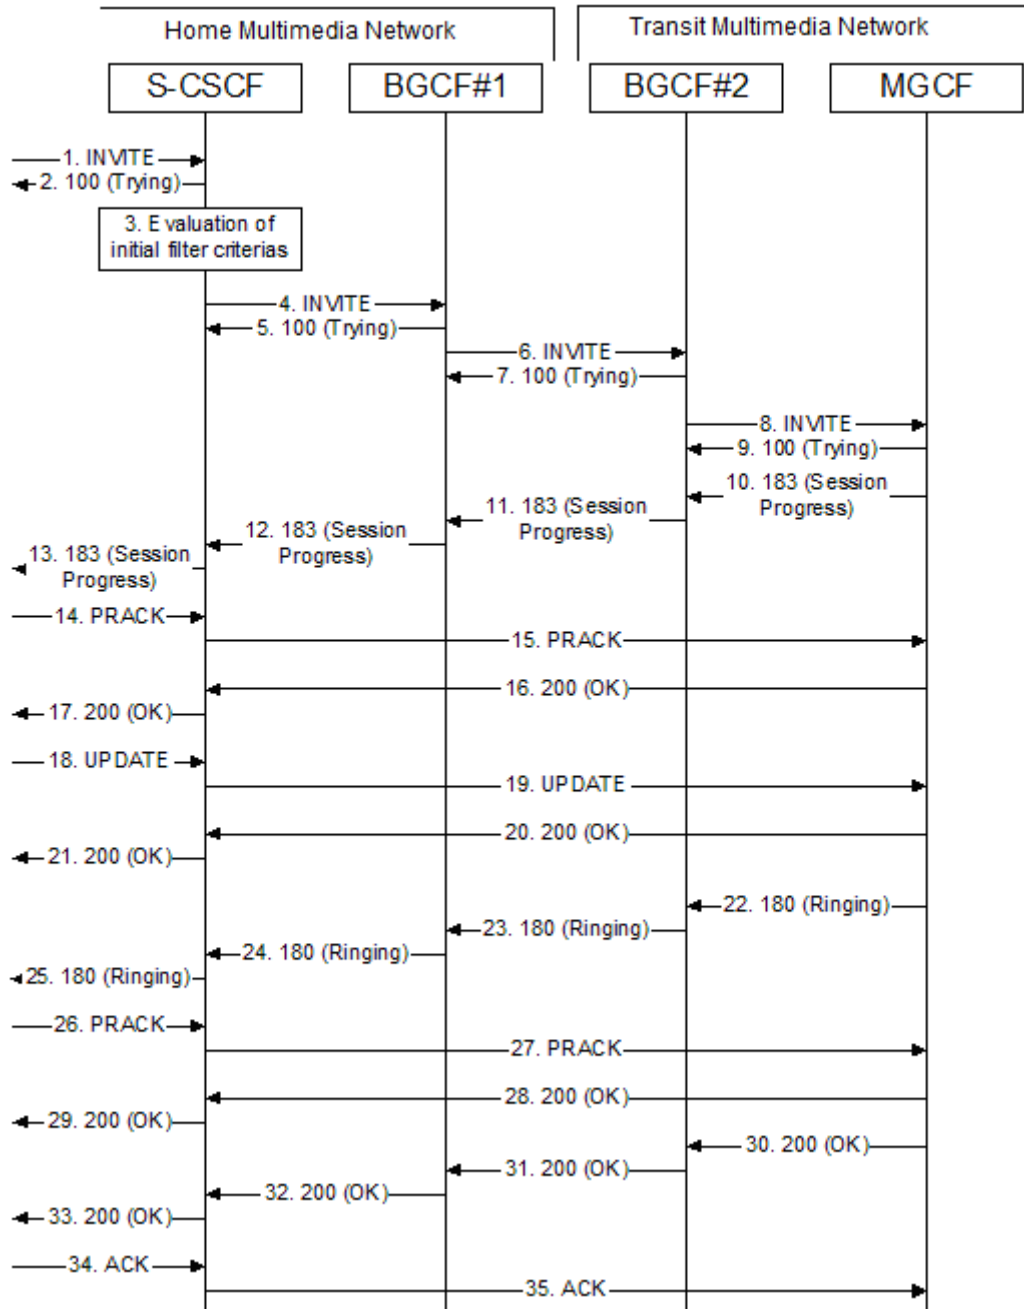 Home Multimedia Network
Transit Multimedia Network
S-CSCF
BGCF#1
BGCF#2
MGCF
1. INVITE
2. 100 (Trying)
3. E valuation of
initial filter criterias
4. INVITE
5. 100 (Trying)
6. INVITE
7. 100 (Trying)
8. INVITE
9. 100 (Trying)
10. 183 (Session
Progress)
11. 183 (Session
Progress)
12. 183 (Session
Progress)
13. 183 (Session
Progress)
14. PRACK
15. PRACK
16. 200 (OK)
17. 200 (OK)
18. UPDATE
19. UPDATE
20. 200 (OK)
21. 200 (OK)
22. 180 (Ringing)
23. 180 (Ringing)
24. 180 (Ringing)
25. 180 (Ringing)
26. PRACK
27. PRACK
28. 200 (OK)
29. 200 (OK)
30. 200 (OK)
31. 200 (OK)
32. 200 (OK)
33. 200 (OK)
34. ACK
35. ACK